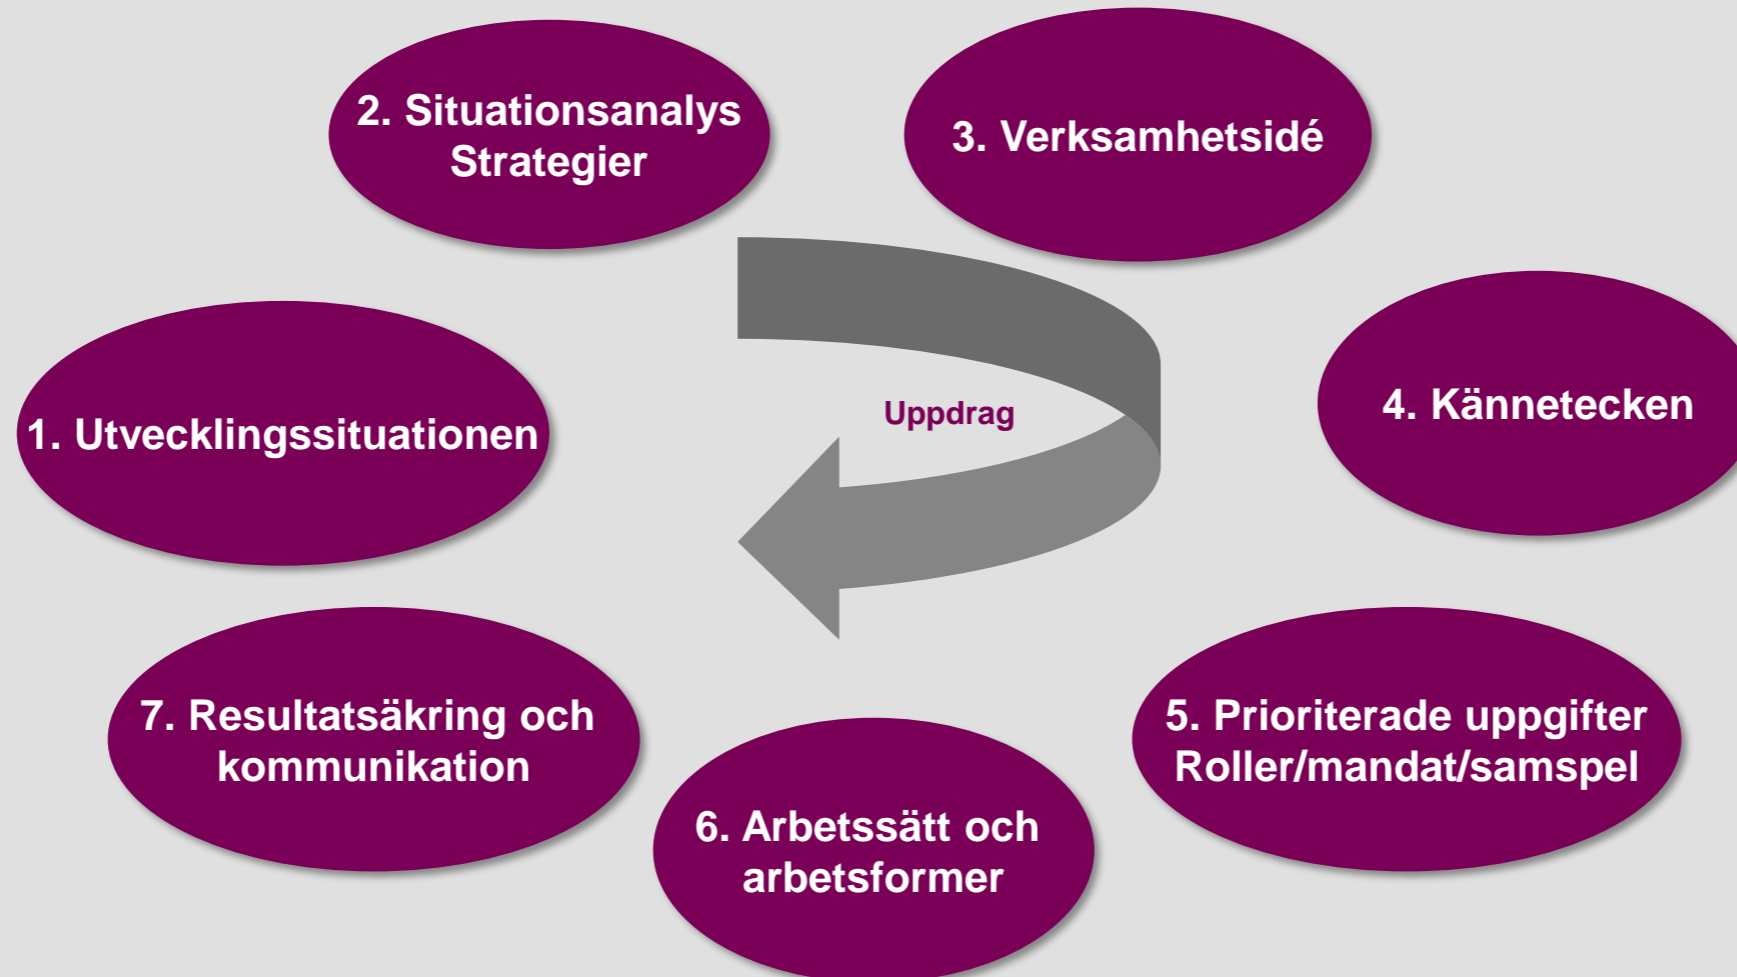 1. Utvecklingssituationen
2. Situationsanalys
Strategier
3. Verksamhetsidé
4. Kännetecken
5. Prioriterade uppgifter
Roller/mandat/samspel
6. Arbetssätt och
arbetsformer
7. Resultatsäkring och
kommunikation
Uppdrag